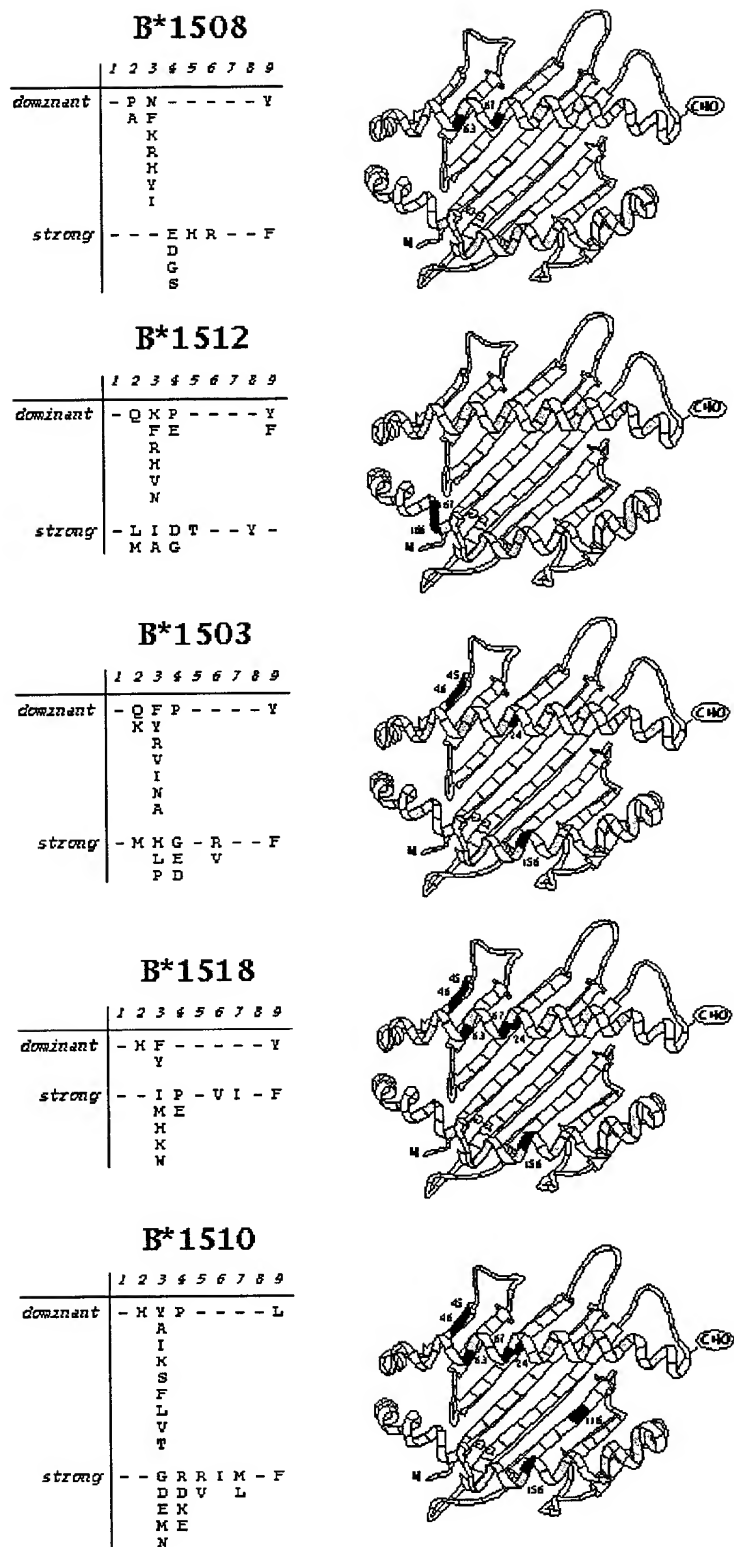 B*1508
1 2 3 4 5 6 7 8 9
dominant - P N - - - - - Y
A F
K
R
H
Y
I
strong - - - E H R - - F
D
G
S
67
63
CHO
N
B*1512
1 2 3 4 5 6 7 8 9
dominant - Q K P - - - - Y
F E F
R
H
V
N
strong - L I D T - - Y -
M A G
CHO
167
166
N
B*1503
1 2 3 4 5 6 7 8 9
dominant - Q F P - - - - Y
K Y
R
V
I
N
A
strong - M K G - R - - F
L E V
P D
45
46
24
CHO
N
156
B*1518
1 2 3 4 5 6 7 8 9
dominant - H F - - - - - Y
Y
strong - - I P - V I - F
M E
H
K
N
45
46
67
63
24
CHO
N
156
B*1510
1 2 3 4 5 6 7 8 9
dominant - H Y P - - - - L
A
I
K
S
F
L
V
T
strong - - G R R I M - F
D D V L
E K
M E
N
45
46
67
63
24
CHO
116
N
156